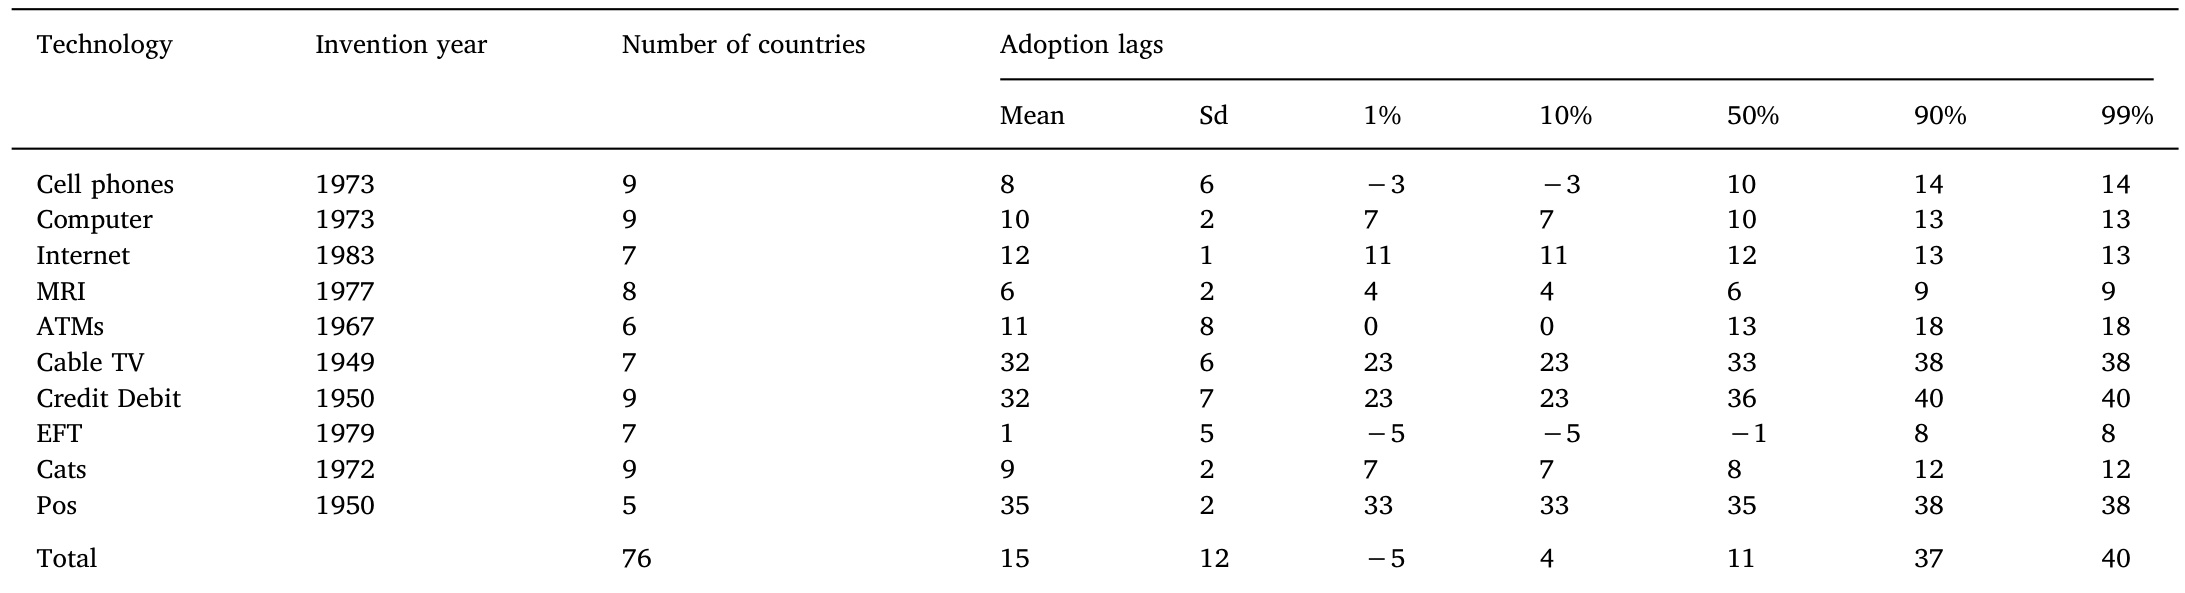 Technology Invention year Number of countries Adoption lags
Mean Sd 1% 10% 50% 90% 99%
Cell phones 1973 9 8 6 −3 −3 10 14 14
Computer 1973 9 10 2 7 7 10 13 13
Internet 1983 7 12 1 11 11 12 13 13
MRI 1977 8 6 2 4 4 6 9 9
ATMs 1967 6 11 8 0 0 13 18 18
Cable TV 1949 7 32 6 23 23 33 38 38
Credit Debit 1950 9 32 7 23 23 36 40 40
EFT 1979 7 1 5 −5 −5 −1 8 8
Cats 1972 9 9 2 7 7 8 12 12
Pos 1950 5 35 2 33 33 35 38 38
Total 76 15 12 −5 4 11 37 40